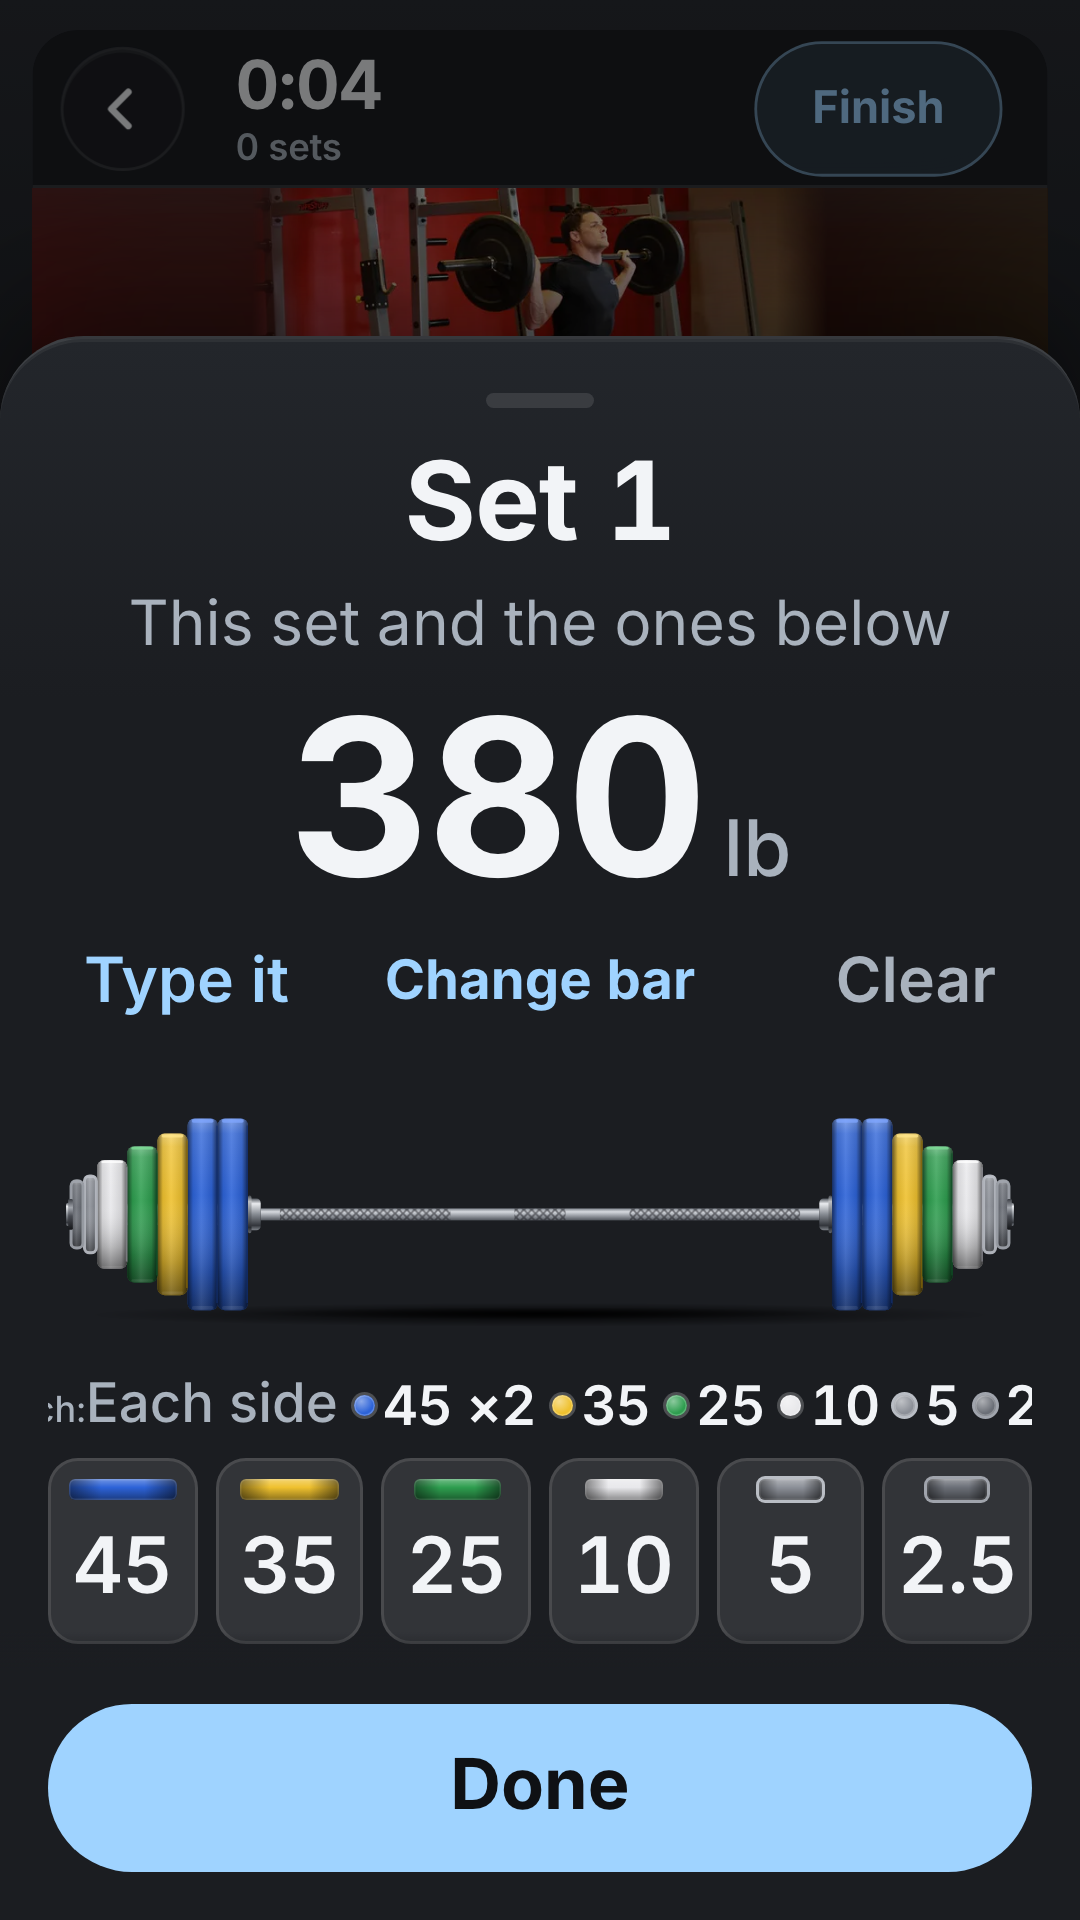 0:04
0 sets
Finish
Set 1
This set and the ones below
380 lb
Type it
Change bar
Clear
ch: Each side 45 ×2 35 25 10 5 2
45
35
25
10
5
2.5
Done